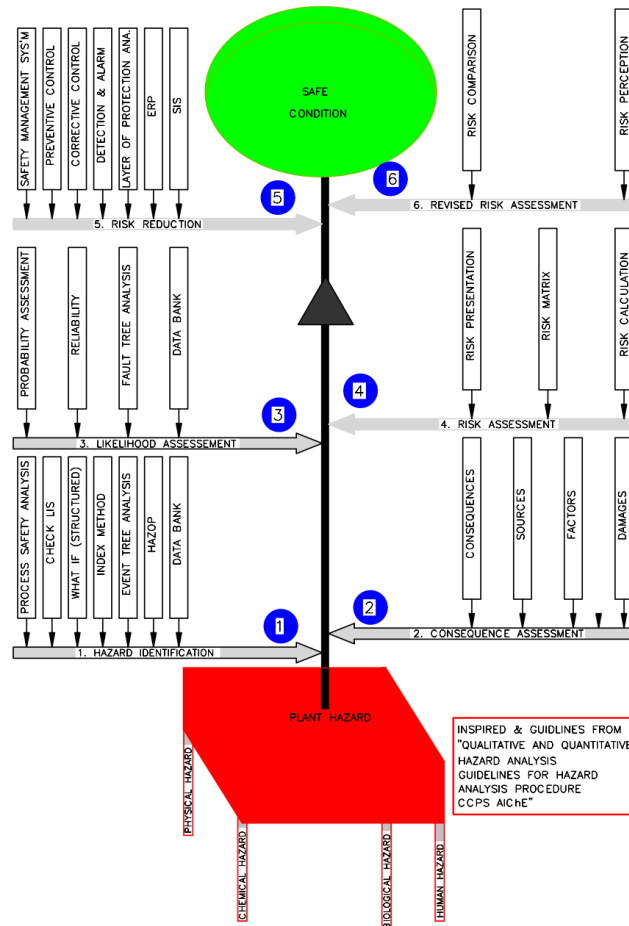 SAFETY MANAGEMENT SYS'M
PREVENTIVE CONTROL
CORRECTIVE CONTROL
DETECTION & ALARM
LAYER OF PROTECTION ANA.
ERP
SIS
SAFE
CONDITION
RISK COMPARISON
RISK PERCEPTION
5
6
5. RISK REDUCTION
6. REVISED RISK ASSESSMENT
PROBABILITY ASSESSMENT
RELIABILITY
FAULT TREE ANALYSIS
DATA BANK
RISK PRESENTATION
RISK MATRIX
RISK CALCULATION
3
4
3. LIKELIHOOD ASSESSEMENT
4. RISK ASSESSMENT
PROCESS SAFETY ANALYSIS
CHECK LIS
WHAT IF (STRUCTURED)
INDEX METHOD
EVENT TREE ANALYSIS
HAZOP
DATA BANK
CONSEQUENCES
SOURCES
FACTORS
DAMAGES
1
2
1. HAZARD IDENTIFICATION
2. CONSEQUENCE ASSESSMENT
PLANT HAZARD
PHYSICAL HAZARD
CHEMICAL HAZARD
BIOLOGICAL HAZARD
HUMAN HAZARD
INSPIRED & GUIDLINES FROM
"QUALITATIVE AND QUANTITATIVE
HAZARD ANALYSIS
GUIDELINES FOR HAZARD
ANALYSIS PROCEDURE
CCPS AIChE"